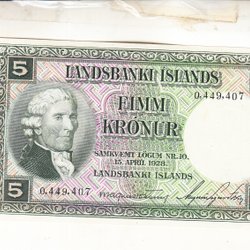 5 LANDSBANKI ÍSLANDS
0.449.407
FIMM
KRÓNUR
SAMKVÆMT LÖGUM NR.10.
15. APRÍL 1928.
5 0.449.407 LANDSBANKI ÍSLANDS